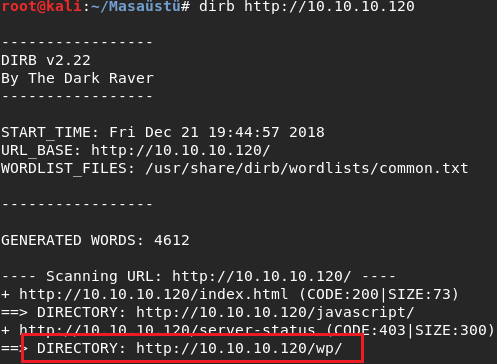 root@kali:~/Masaüstü# dirb http://10.10.10.120
-----------------
DIRB v2.22
By The Dark Raver
-----------------
START_TIME: Fri Dec 21 19:44:57 2018
URL_BASE: http://10.10.10.120/
WORDLIST_FILES: /usr/share/dirb/wordlists/common.txt
-----------------
GENERATED WORDS: 4612
---- Scanning URL: http://10.10.10.120/ ----
+ http://10.10.10.120/index.html (CODE:200|SIZE:73)
==> DIRECTORY: http://10.10.10.120/javascript/
+ http://10.10.10.120/server-status (CODE:403|SIZE:300)
==> DIRECTORY: http://10.10.10.120/wp/